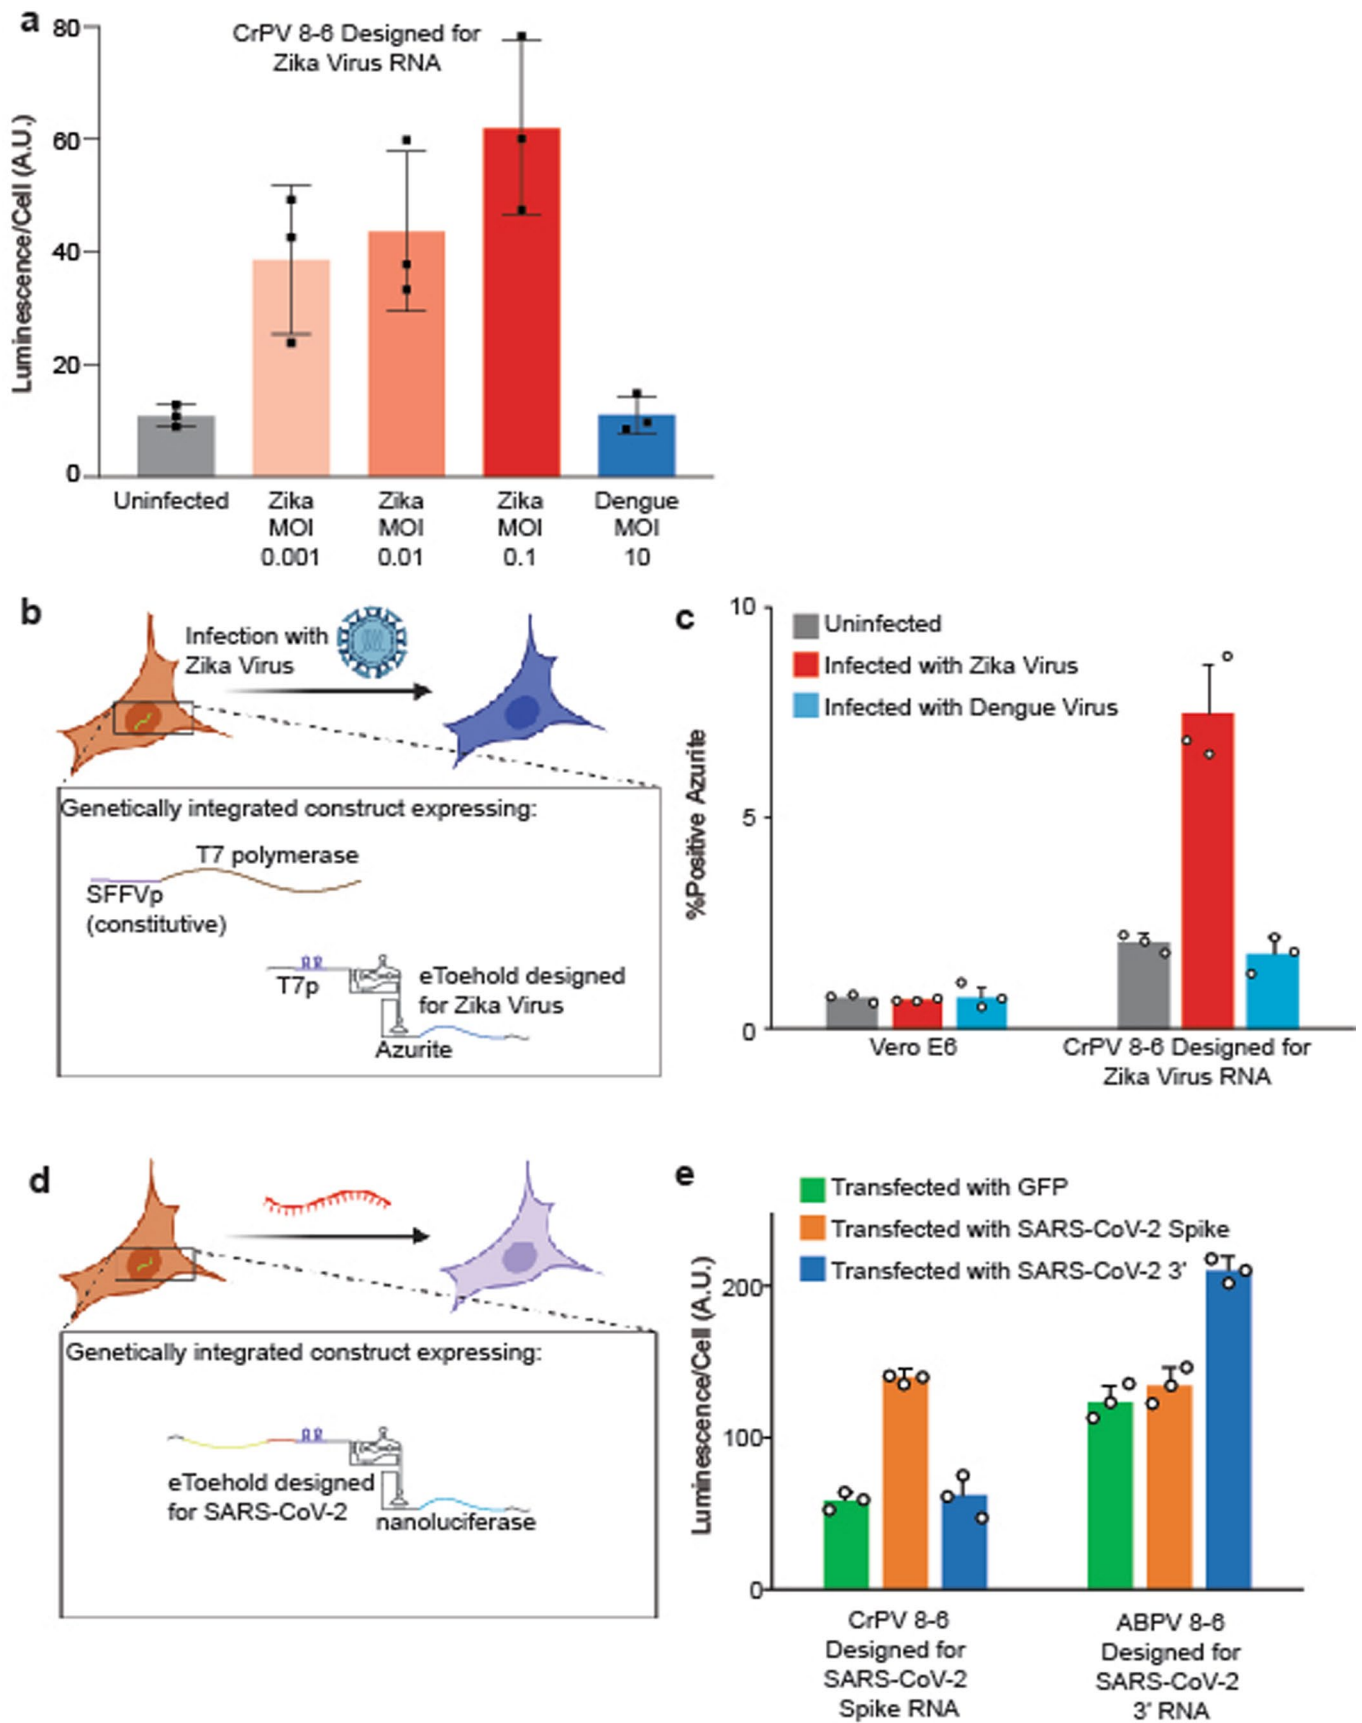 a
CrPV 8-6 Designed for
Zika Virus RNA
Luminescence/Cell (A.U.)
80
60
40
20
0
Uninfected
Zika
MOI
0.001
Zika
MOI
0.01
Zika
MOI
0.1
Dengue
MOI
10
b
Infection with
Zika Virus
Genetically integrated construct expressing:
T7 polymerase
SFFVp
(constitutive)
T7p
eToehold designed
for Zika Virus
Azurite
c
%Positive Azurite
10
5
0
Uninfected
Infected with Zika Virus
Infected with Dengue Virus
Vero E6
CrPV 8-6 Designed for
Zika Virus RNA
d
Genetically integrated construct expressing:
eToehold designed
for SARS-CoV-2
nanoluciferase
e
Transfected with GFP
Transfected with SARS-CoV-2 Spike
Transfected with SARS-CoV-2 3'
Luminescence/Cell (A.U.)
200
100
0
CrPV 8-6
Designed for
SARS-CoV-2
Spike RNA
ABPV 8-6
Designed for
SARS-CoV-2
3' RNA